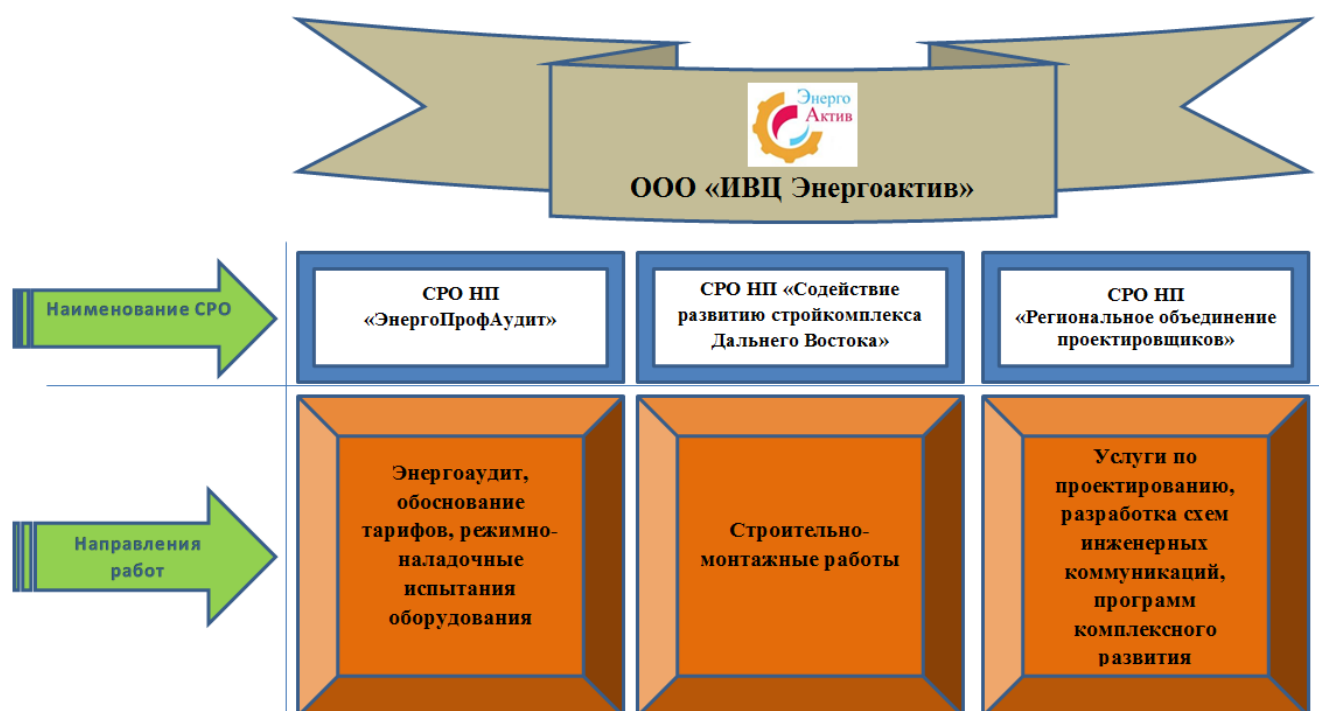 Энерго
Актив
ООО «ИВЦ Энергоактив»
Наименование СРО
СРО НП
«ЭнергоПрофАудит»
СРО НП «Содействие
развитию стройкомплекса
Дальнего Востока»
СРО НП
«Региональное объединение
проектировщиков»
Направления
работ
Энергоаудит,
обоснование
тарифов, режимно-
наладочные
испытания
оборудования
Строительно-
монтажные работы
Услуги по
проектированию,
разработка схем
инженерных
коммуникаций,
программ
комплексного
развития